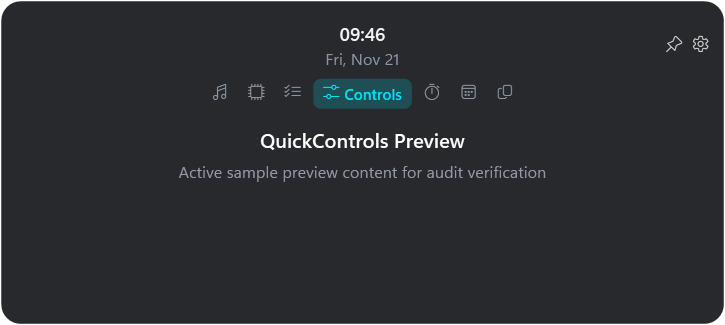 09:46
Fri, Nov 21
Controls
QuickControls Preview
Active sample preview content for audit verification